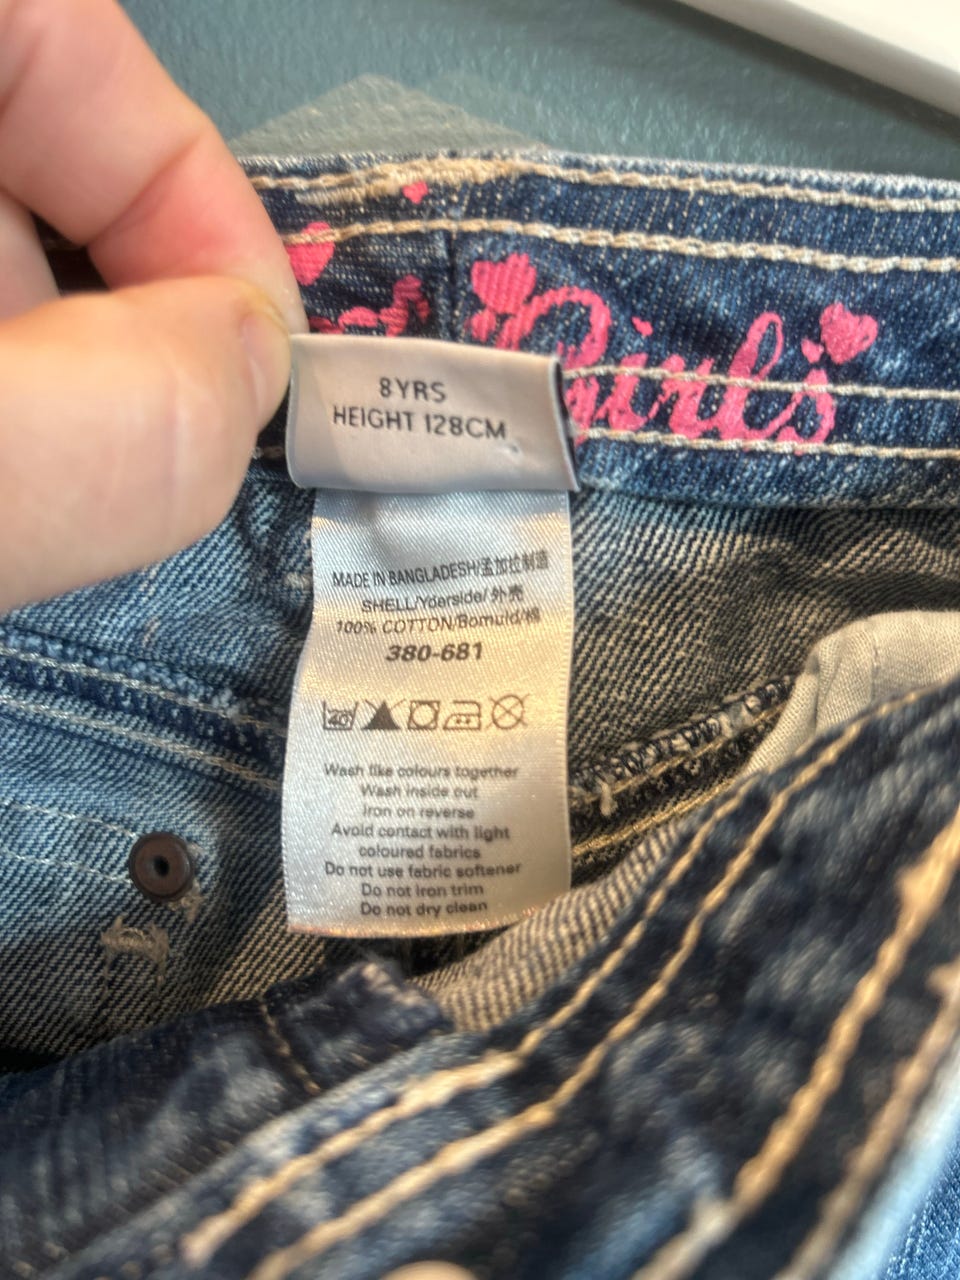 Girls
8YRS
HEIGHT 128CM
MADE IN BANGLADESH/孟加拉制造
SHELL/Yderside/外壳
100% COTTON/Bomuld/棉
380-681
40
Wash like colours together
Wash inside out
Iron on reverse
Avoid contact with light
coloured fabrics
Do not use fabric softener
Do not iron trim
Do not dry clean